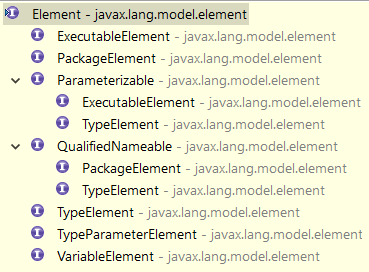 Element - javax.lang.model.element
ExecutableElement - javax.lang.model.element
PackageElement - javax.lang.model.element
Parameterizable - javax.lang.model.element
ExecutableElement - javax.lang.model.element
TypeElement - javax.lang.model.element
QualifiedNameable - javax.lang.model.element
PackageElement - javax.lang.model.element
TypeElement - javax.lang.model.element
TypeElement - javax.lang.model.element
TypeParameterElement - javax.lang.model.element
VariableElement - javax.lang.model.element